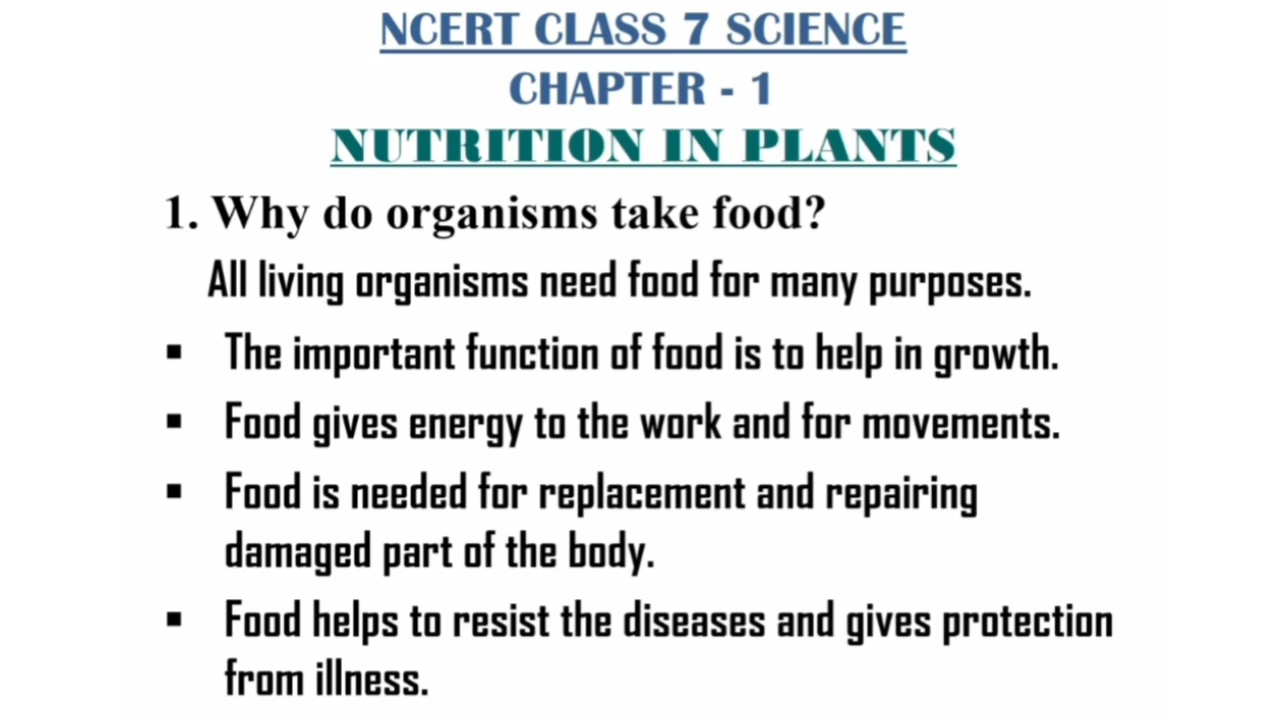 NCERT CLASS 7 SCIENCE
CHAPTER - 1
NUTRITION IN PLANTS
1. Why do organisms take food?
All living organisms need food for many purposes.
▪ The important function of food is to help in growth.
▪ Food gives energy to the work and for movements.
▪ Food is needed for replacement and repairing
damaged part of the body.
▪ Food helps to resist the diseases and gives protection
from illness.